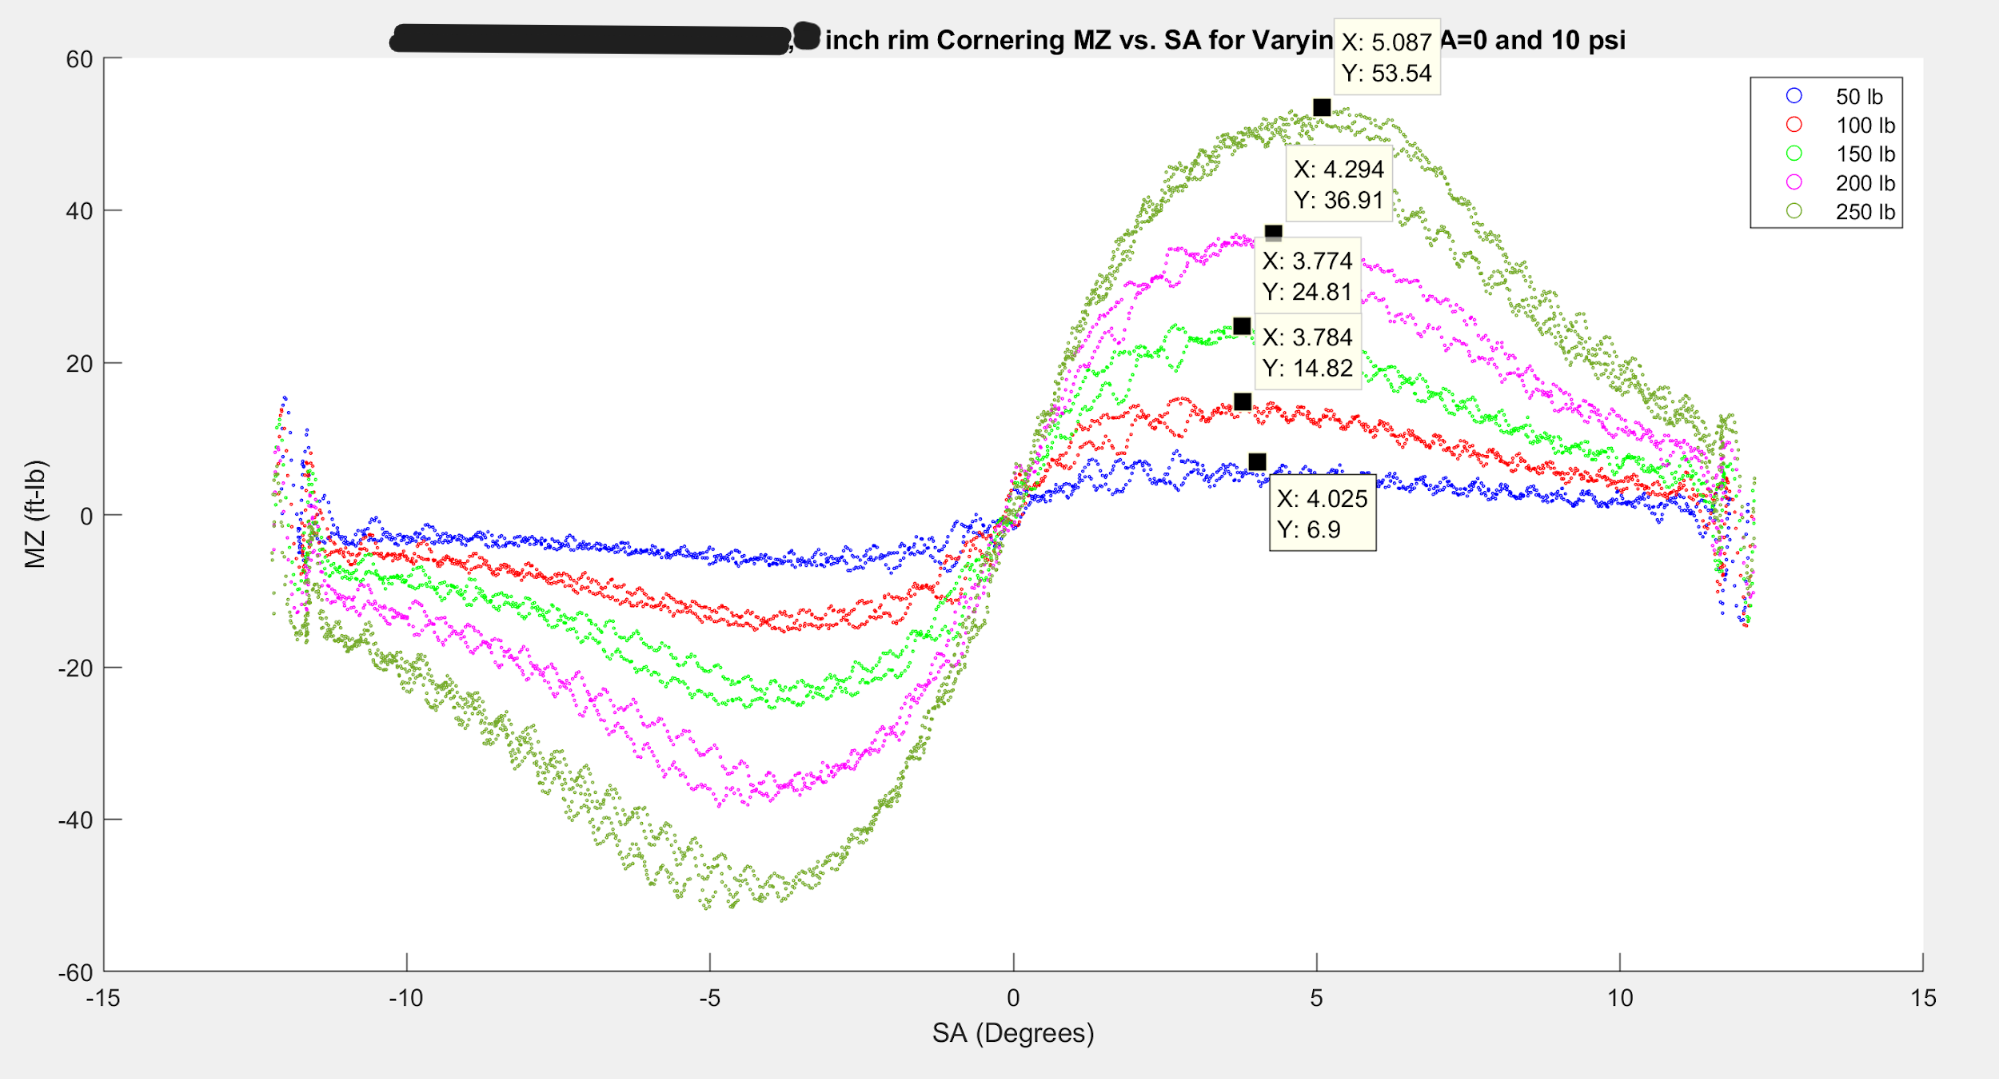 , inch rim Cornering MZ vs. SA for Varyin A=0 and 10 psi
X: 5.087
Y: 53.54
X: 4.294
Y: 36.91
X: 3.774
Y: 24.81
X: 3.784
Y: 14.82
X: 4.025
Y: 6.9
50 lb
100 lb
150 lb
200 lb
250 lb
60
40
20
0
-20
-40
-60
MZ (ft-lb)
-15 -10 -5 0 5 10 15
SA (Degrees)